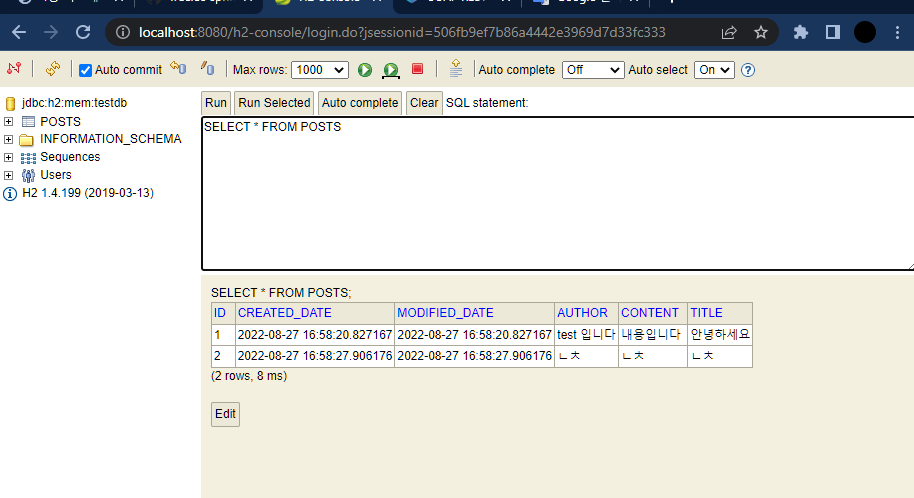 H2 Console
localhost:8080/h2-console/login.do?jsessionid=506fb9ef7b86a4442e3969d7d33fc333
Auto commit Max rows: 1000 Auto complete Off Auto select On ?
jdbc:h2:mem:testdb
POSTS
INFORMATION_SCHEMA
Sequences
Users
H2 1.4.199 (2019-03-13)
Run Run Selected Auto complete Clear SQL statement:
SELECT * FROM POSTS
SELECT * FROM POSTS;
ID CREATED_DATE MODIFIED_DATE AUTHOR CONTENT TITLE
1 2022-08-27 16:58:20.827167 2022-08-27 16:58:20.827167 test 입니다 내용입니다 안녕하세요
2 2022-08-27 16:58:27.906176 2022-08-27 16:58:27.906176 ㄴㅊ ㄴㅊ ㄴㅊ
(2 rows, 8 ms)
Edit